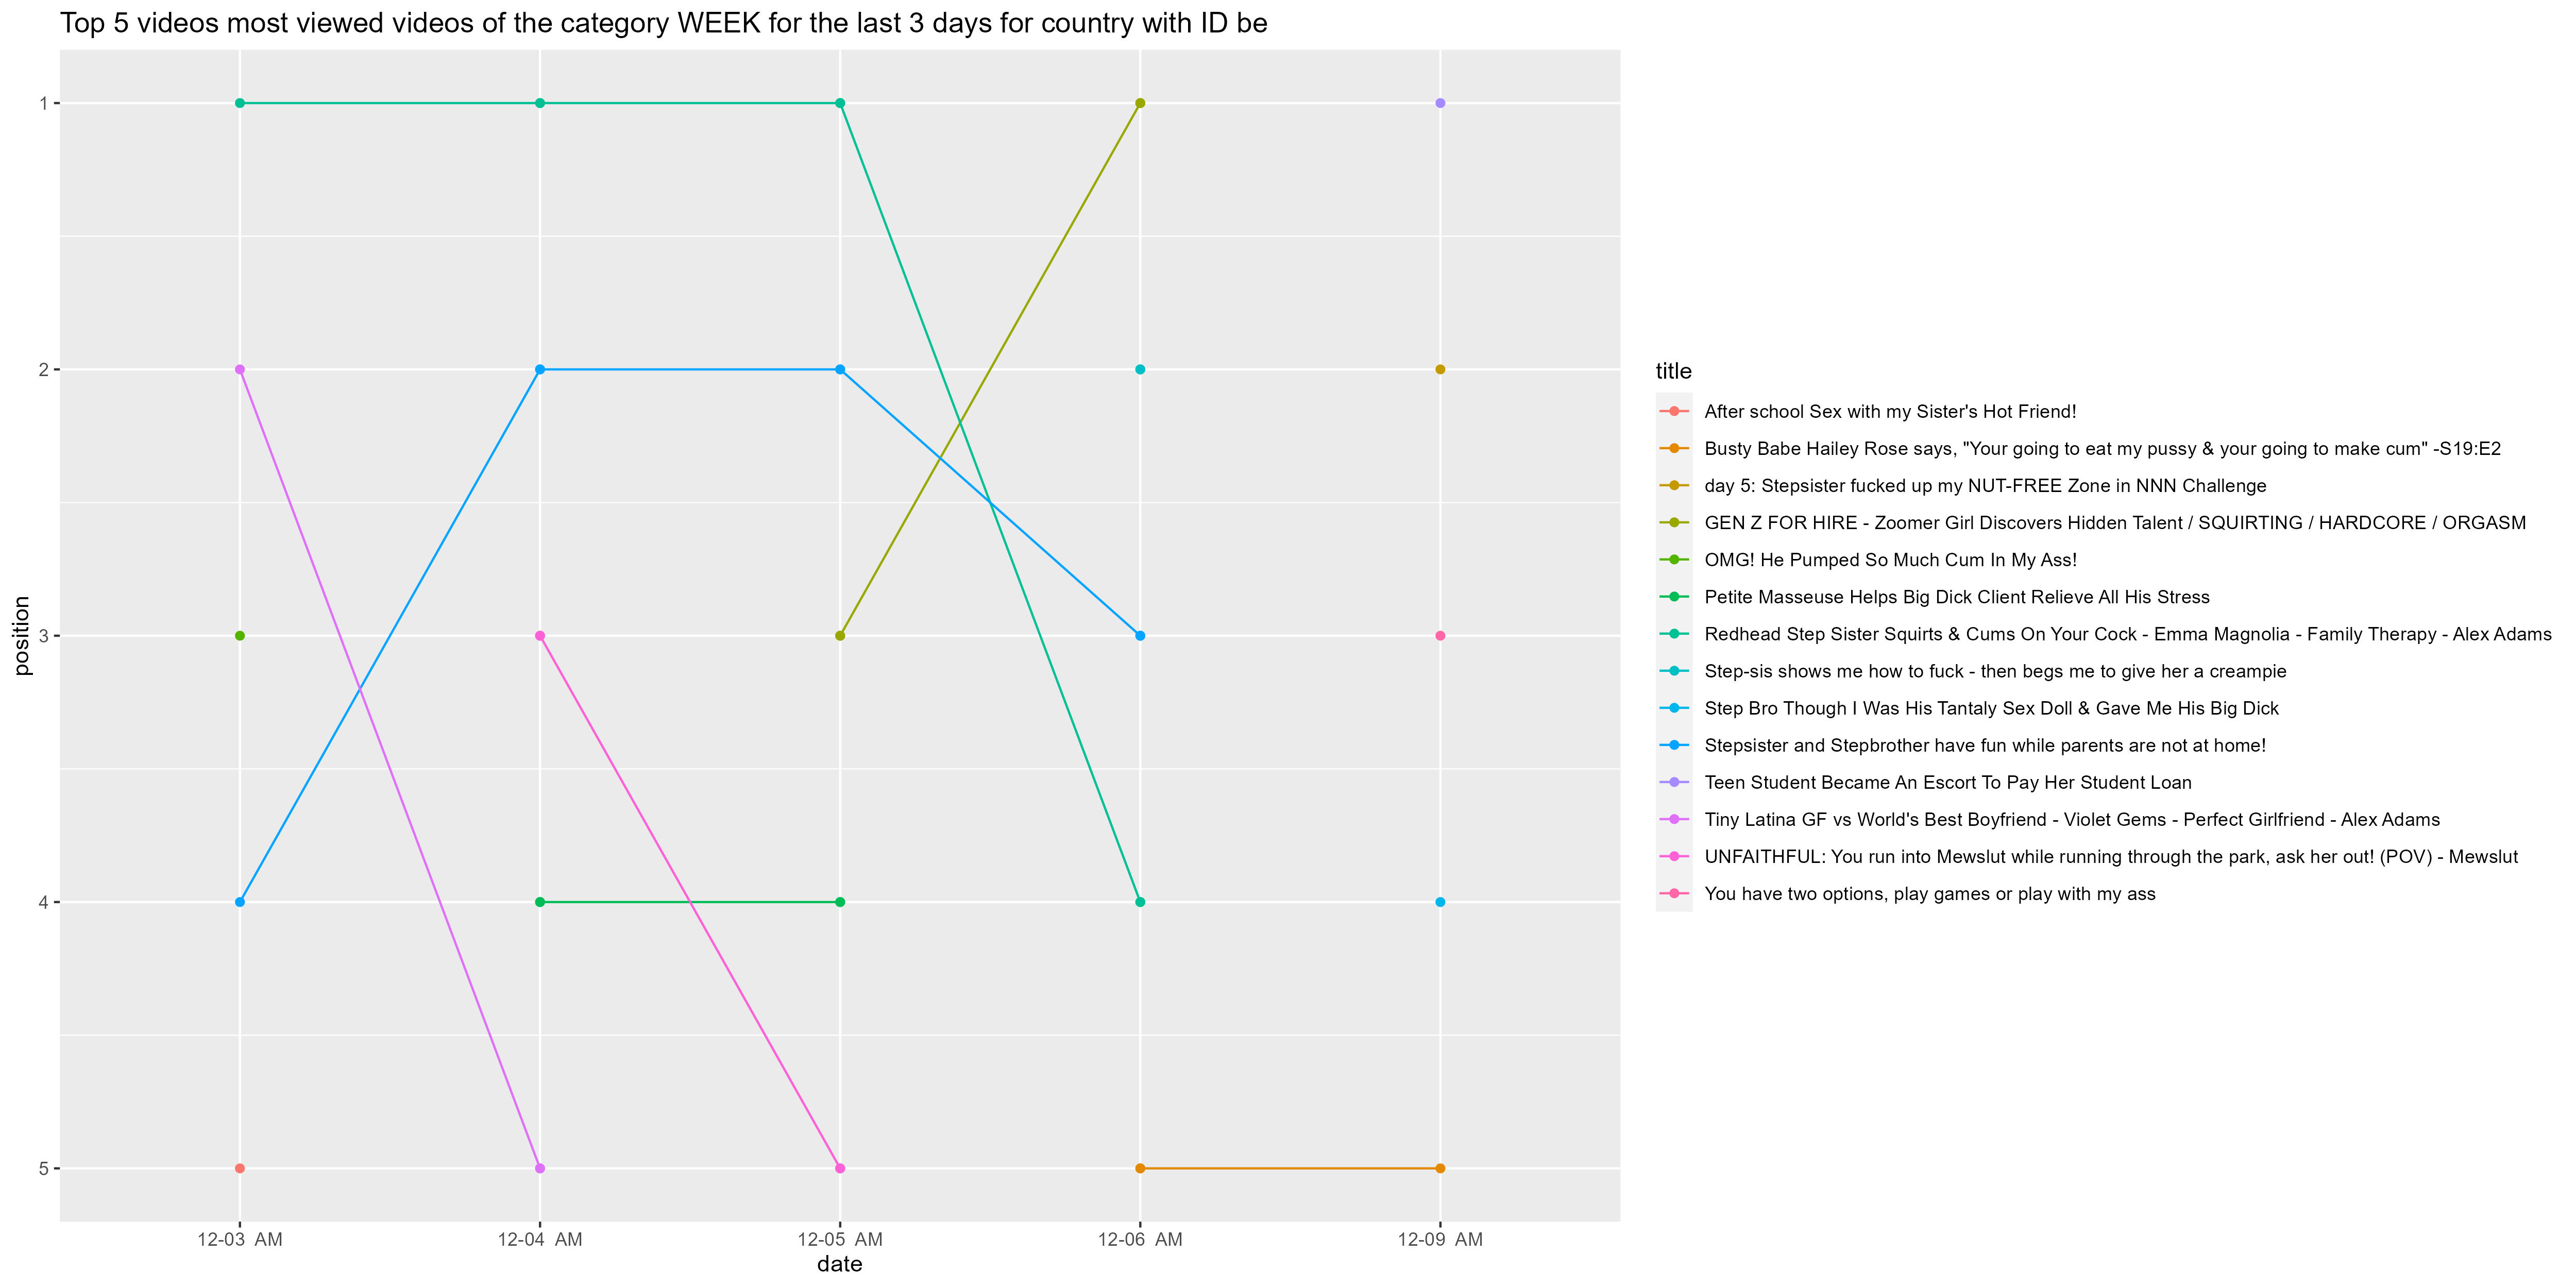 Top 5 videos most viewed videos of the category WEEK for the last 3 days for country with ID be
1
2
3
4
5
position
12-03 AM
12-04 AM
12-05 AM
12-06 AM
12-09 AM
date
title
After school Sex with my Sister's Hot Friend!
Busty Babe Hailey Rose says, "Your going to eat my pussy & your going to make cum" -S19:E2
day 5: Stepsister fucked up my NUT-FREE Zone in NNN Challenge
GEN Z FOR HIRE - Zoomer Girl Discovers Hidden Talent / SQUIRTING / HARDCORE / ORGASM
OMG! He Pumped So Much Cum In My Ass!
Petite Masseuse Helps Big Dick Client Relieve All His Stress
Redhead Step Sister Squirts & Cums On Your Cock - Emma Magnolia - Family Therapy - Alex Adams
Step-sis shows me how to fuck - then begs me to give her a creampie
Step Bro Though I Was His Tantaly Sex Doll & Gave Me His Big Dick
Stepsister and Stepbrother have fun while parents are not at home!
Teen Student Became An Escort To Pay Her Student Loan
Tiny Latina GF vs World's Best Boyfriend - Violet Gems - Perfect Girlfriend - Alex Adams
UNFAITHFUL: You run into Mewslut while running through the park, ask her out! (POV) - Mewslut
You have two options, play games or play with my ass